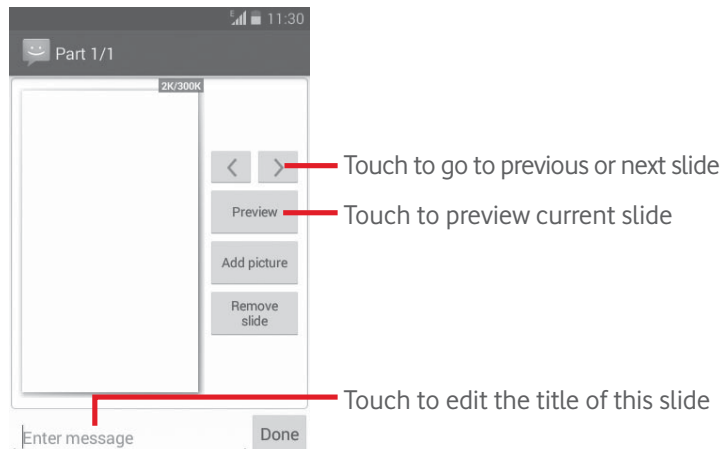 E
11:30
Part 1/1
2K/300K
Touch to go to previous or next slide
Preview
Touch to preview current slide
Add picture
Remove
slide
Touch to edit the title of this slide
Enter message
Done